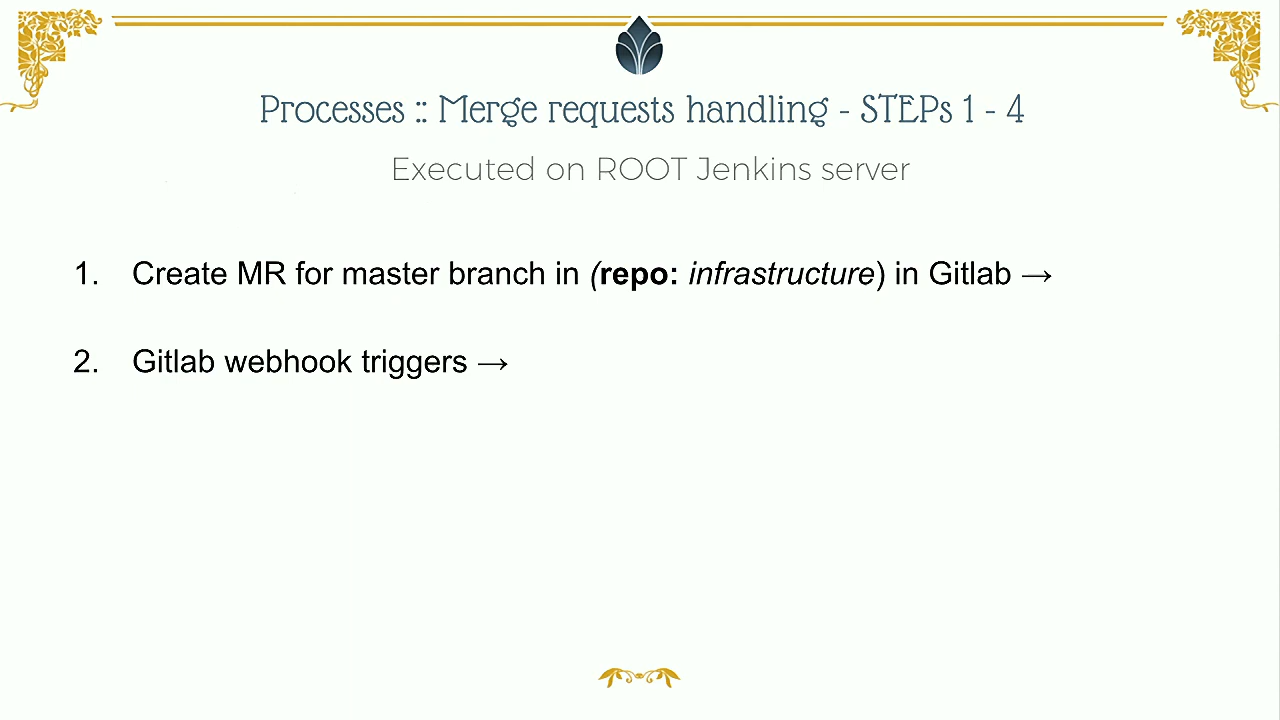 Processes :: Merge requests handling - STEPs 1 - 4
Executed on ROOT Jenkins server
1. Create MR for master branch in (repo: infrastructure) in Gitlab →
2. Gitlab webhook triggers →